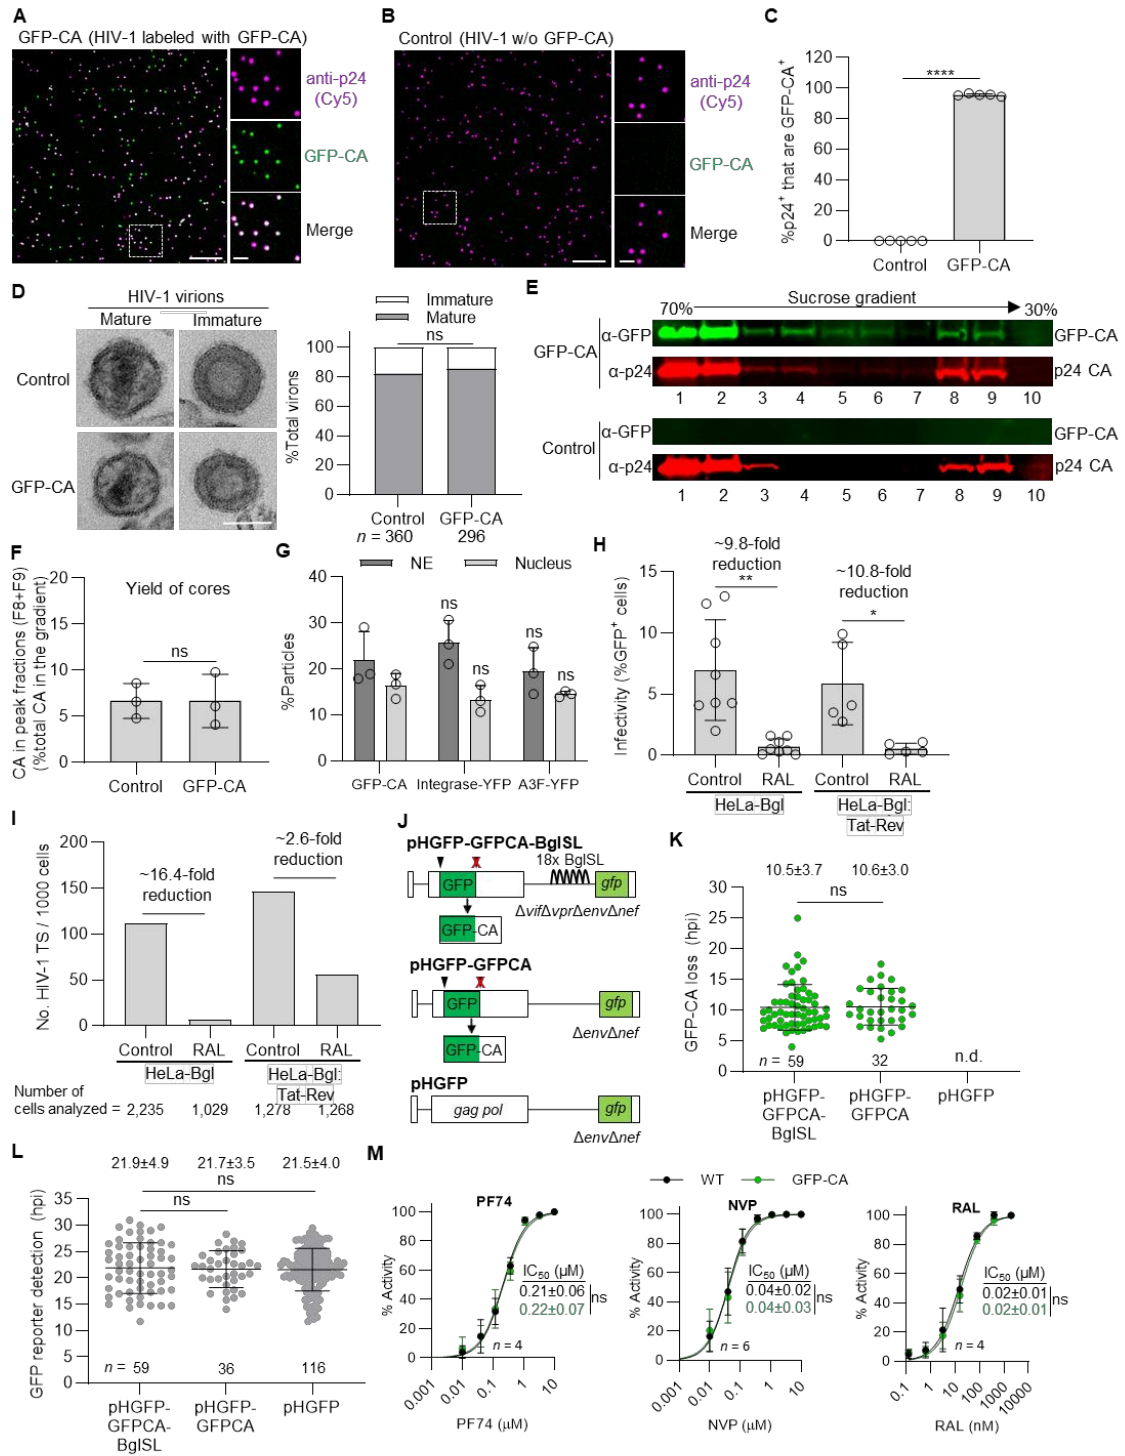 A
GFP-CA (HIV-1 labeled with GFP-CA)
anti-p24
(Cy5)
GFP-CA
Merge
B
Control (HIV-1 w/o GFP-CA)
anti-p24
(Cy5)
GFP-CA
Merge
C
%p24+ that are GFP-CA+
120
100
80
60
40
20
0
****
Control
GFP-CA
D
HIV-1 virions
Mature
Immature
Control
GFP-CA
Immature
Mature
ns
%Total virons
100
80
60
40
20
0
Control
GFP-CA
n = 360
296
E
70%
Sucrose gradient
30%
GFP-CA
α-GFP
GFP-CA
α-p24
p24 CA
1 2 3 4 5 6 7 8 9 10
Control
α-GFP
GFP-CA
α-p24
p24 CA
1 2 3 4 5 6 7 8 9 10
F
CA in peak fractions (F8+F9)
(%total CA in the gradient)
20
15
10
5
0
Yield of cores
ns
Control
GFP-CA
G
NE
Nucleus
%Particles
40
30
20
10
0
ns
ns
ns
ns
GFP-CA
Integrase-YFP
A3F-YFP
H
Infectivity (%GFP+ cells)
15
10
5
0
~9.8-fold
reduction
**
~10.8-fold
reduction
*
Control
RAL
Control
RAL
HeLa-Bgl
HeLa-Bgl:
Tat-Rev
I
No. HIV-1 TS / 1000 cells
200
150
100
50
0
~16.4-fold
reduction
~2.6-fold
reduction
Control
RAL
Control
RAL
HeLa-Bgl
HeLa-Bgl:
Tat-Rev
Number of
cells analyzed = 2,235 1,029 1,278 1,268
J
pHGFP-GFPCA-BglSL
18x BglSL
GFP
gfp
ΔvifΔvprΔenvΔnef
GFP-CA
pHGFP-GFPCA
GFP
gfp
ΔenvΔnef
GFP-CA
pHGFP
gag pol
gfp
ΔenvΔnef
K
10.5±3.7
10.6±3.0
ns
GFP-CA loss (hpi)
30
25
20
15
10
5
0
n = 59
32
n.d.
pHGFP-
GFPCA-
BglSL
pHGFP-
GFPCA
pHGFP
L
21.9±4.9
21.7±3.5
21.5±4.0
ns
ns
GFP reporter detection (hpi)
35
30
25
20
15
10
5
0
n = 59
36
116
pHGFP-
GFPCA-
BglSL
pHGFP-
GFPCA
pHGFP
M
WT
GFP-CA
PF74
% Activity
100
80
60
40
20
0
IC50 (µM)
0.21±0.06
0.22±0.07
ns
n = 4
0.001
0.01
0.1
1
10
PF74 (µM)
NVP
% Activity
100
80
60
40
20
0
IC50 (µM)
0.04±0.02
0.04±0.03
ns
n = 6
0.001
0.01
0.1
1
10
NVP (µM)
RAL
% Activity
100
80
60
40
20
0
IC50 (µM)
0.02±0.01
0.02±0.01
ns
n = 4
0.1
1
10
100
1000
10000
RAL (nM)